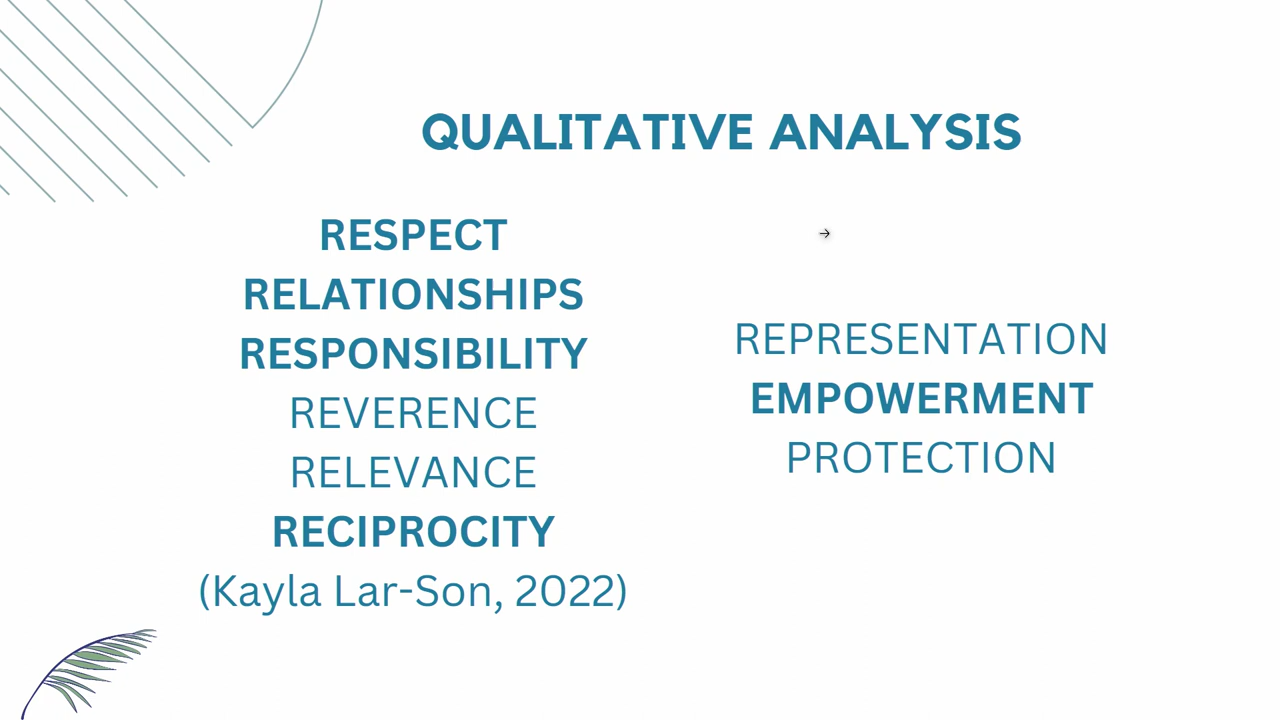 QUALITATIVE ANALYSIS
RESPECT
RELATIONSHIPS
RESPONSIBILITY
REVERENCE
RELEVANCE
RECIPROCITY
(Kayla Lar-Son, 2022)
REPRESENTATION
EMPOWERMENT
PROTECTION